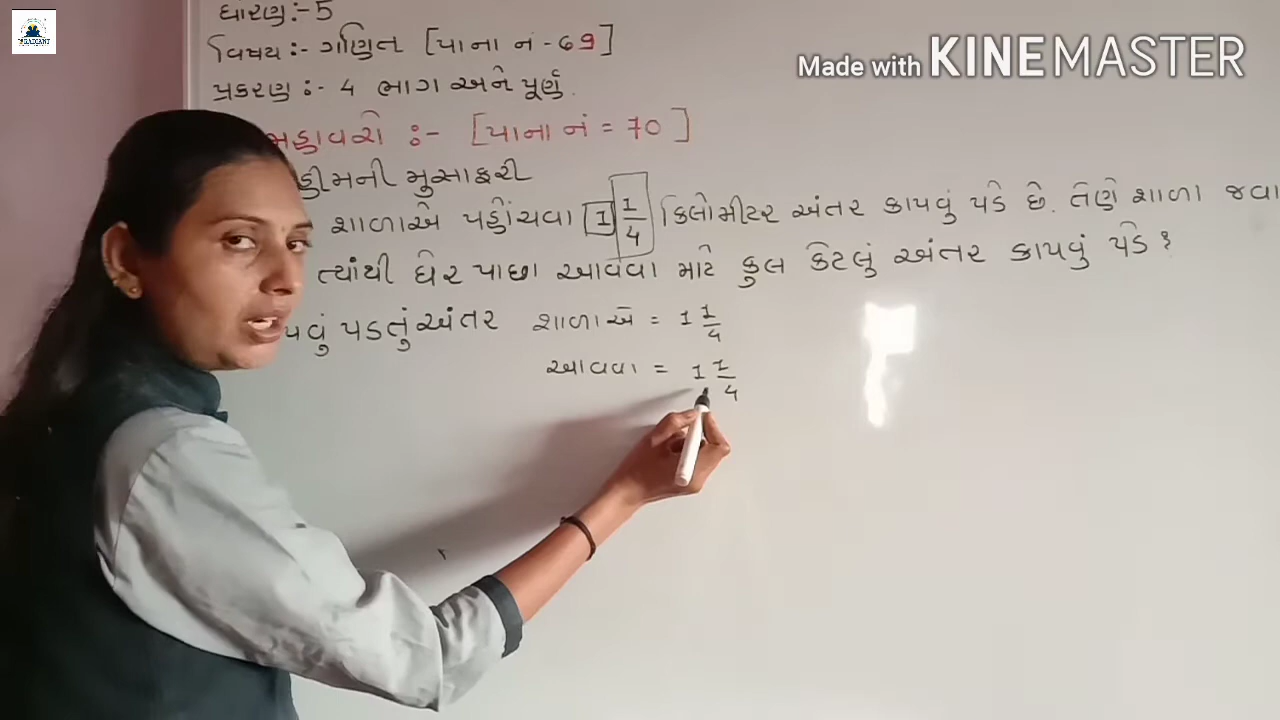 ધોરણ:- 5
વિષય:- ગણિત [પાના નં - 69]
Made with KINEMASTER
પ્રકરણ:- 4 ભાગ અને પૂર્ણ
મહાવરો :- [પાના નં = 70]
મુસાફરી
શાળાએ પહોંચવા 1 1/4 કિલોમીટર અંતર કાપવું પડે છે. તેણે શાળા જવા
ત્યાંથી ઘેર પાછા આવવા માટે કુલ કેટલું અંતર કાપવું પડે ?
પડતું અંતર શાળાએ = 1 1/4
આવવા = 1 1/4